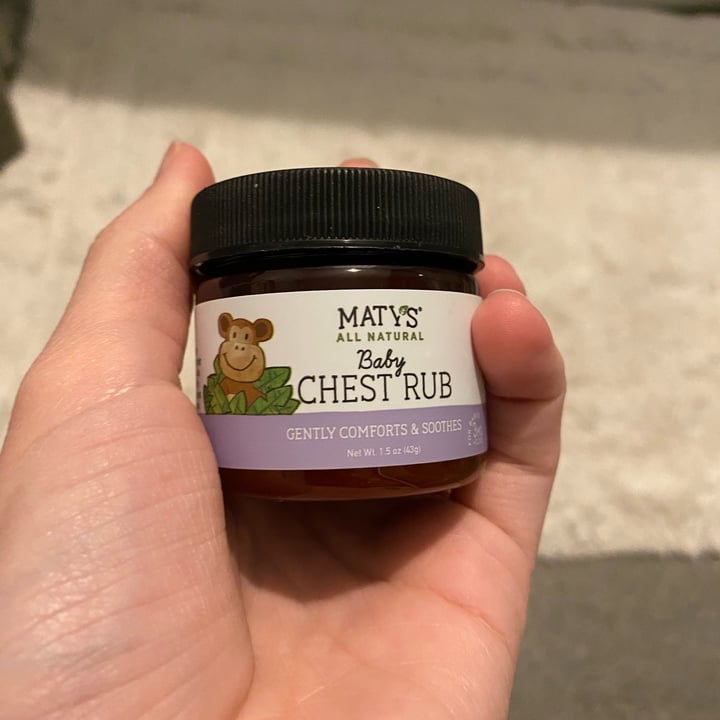 MATY'S®
ALL NATURAL
Baby
CHEST RUB
GENTLY COMFORTS & SOOTHES
Net Wt. 1.5 oz (43g)